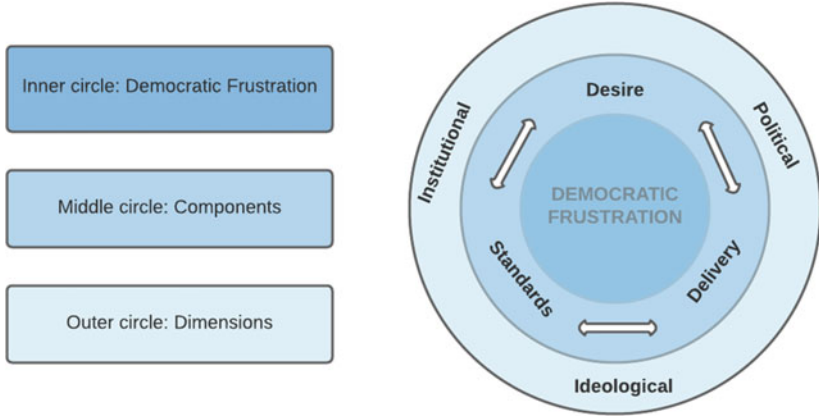 Inner circle: Democratic Frustration
Middle circle: Components
Outer circle: Dimensions
Institutional
Political
Ideological
Desire
Standards
Delivery
DEMOCRATIC
FRUSTRATION